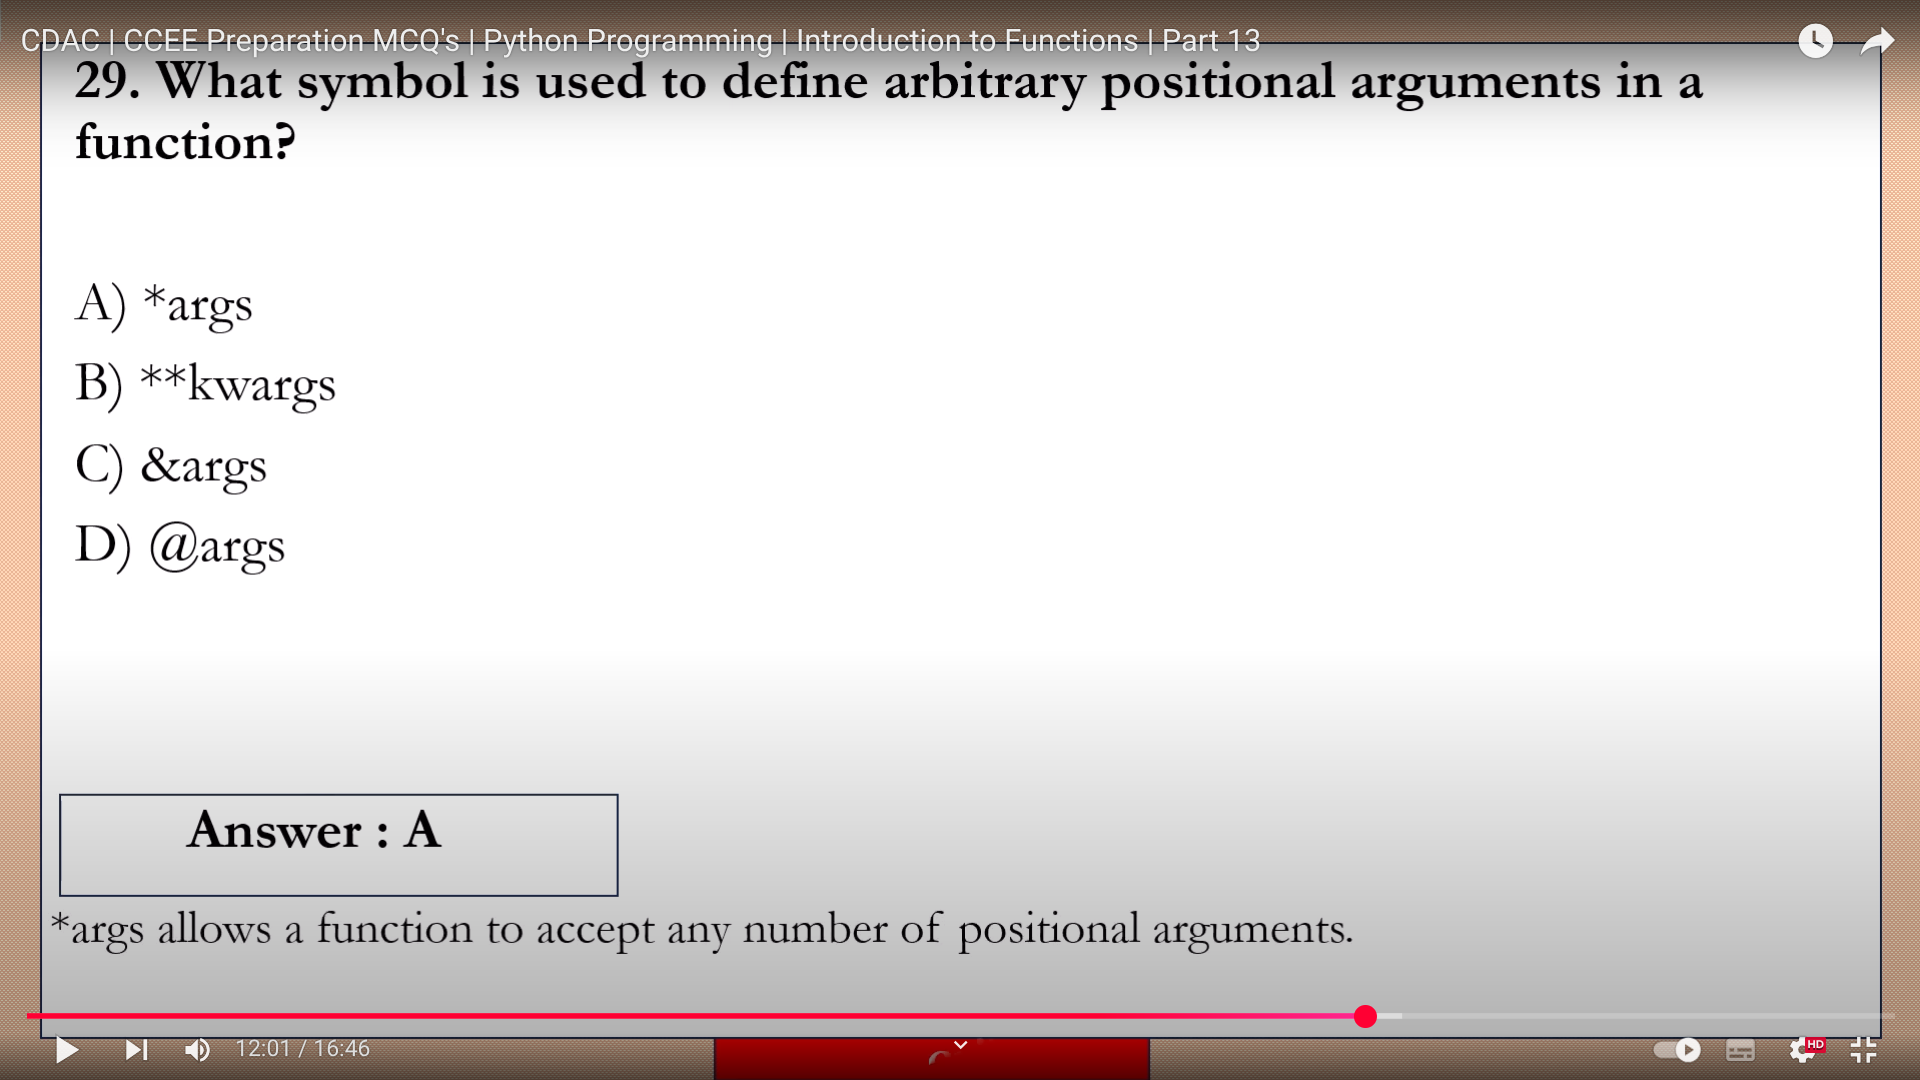 CDAC | CCEE Preparation MCQ's | Python Programming | Introduction to Functions | Part 13
29. What symbol is used to define arbitrary positional arguments in a
function?
A) *args
B) **kwargs
C) &args
D) @args
Answer : A
*args allows a function to accept any number of positional arguments.
12:01 / 16:46
HD